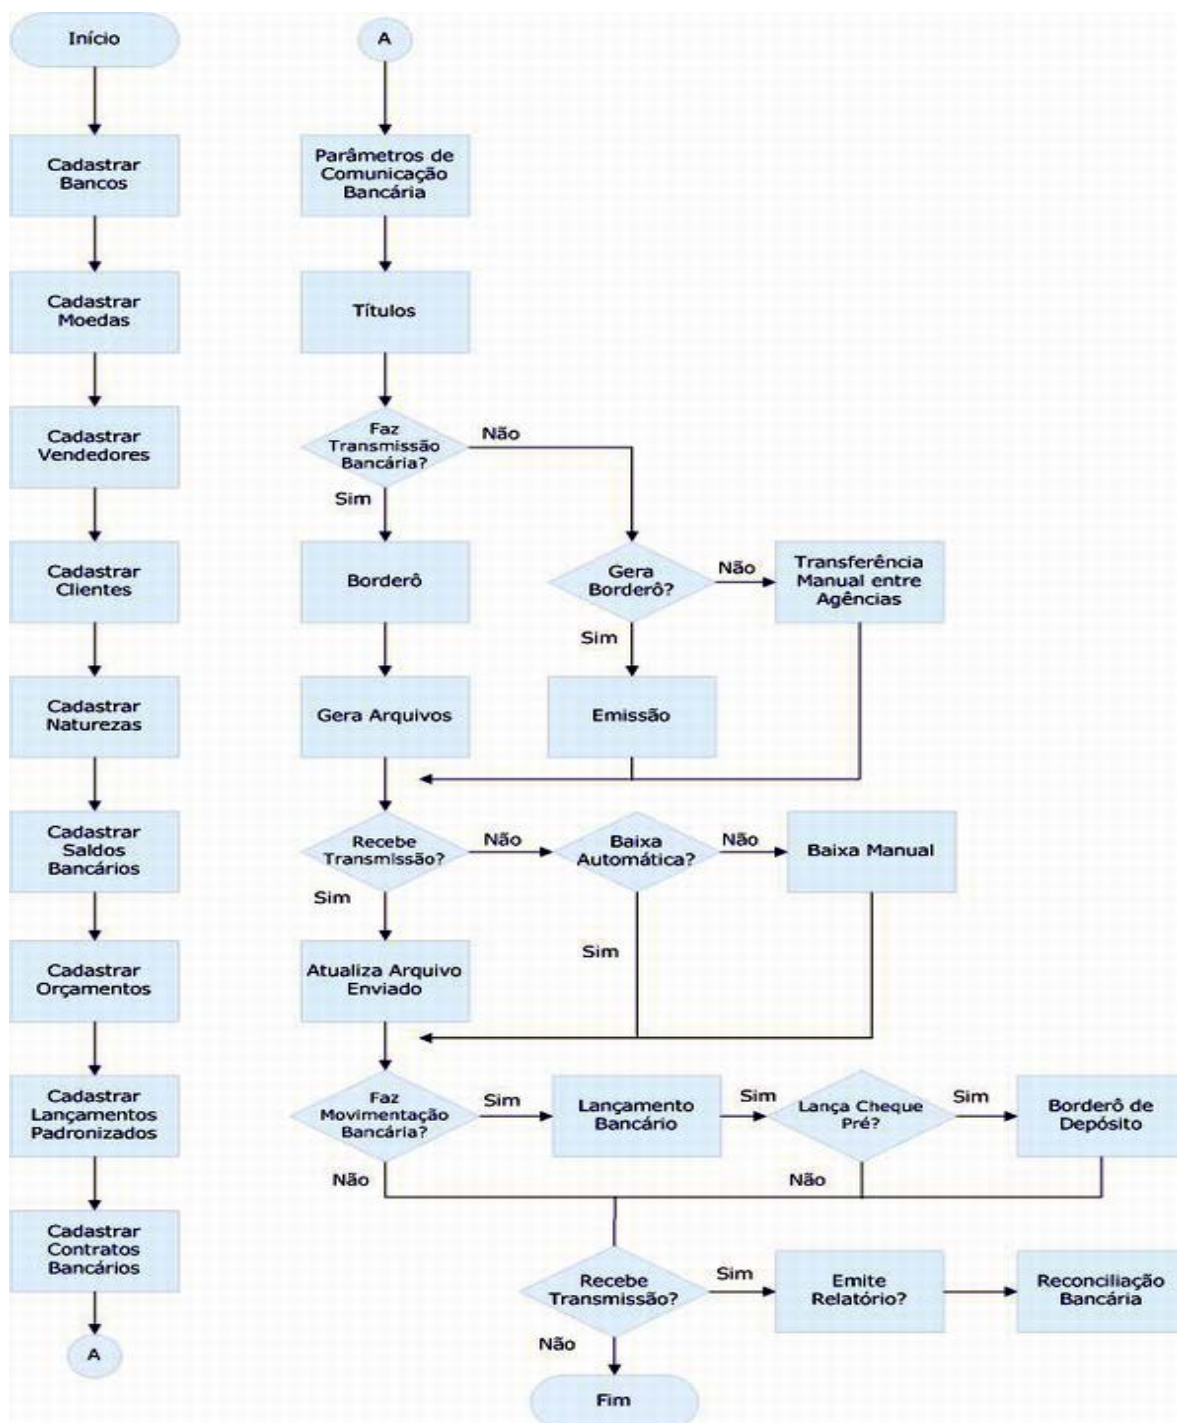 Início
Cadastrar
Bancos
Cadastrar
Moedas
Cadastrar
Vendedores
Cadastrar
Clientes
Cadastrar
Naturezas
Cadastrar
Saldos
Bancários
Cadastrar
Orçamentos
Cadastrar
Lançamentos
Padronizados
Cadastrar
Contratos
Bancários
A
A
Parâmetros de
Comunicação
Bancária
Títulos
Faz
Transmissão
Bancária?
Não
Sim
Borderô
Gera
Borderô?
Não
Transferência
Manual entre
Agências
Sim
Gera Arquivos
Emissão
Recebe
Transmissão?
Não
Baixa
Automática?
Não
Baixa Manual
Sim
Sim
Atualiza Arquivo
Enviado
Faz
Movimentação
Bancária?
Sim
Lançamento
Bancário
Sim
Lança Cheque
Pré?
Sim
Borderô de
Depósito
Não
Não
Recebe
Transmissão?
Sim
Emite
Relatório?
Reconciliação
Bancária
Não
Fim